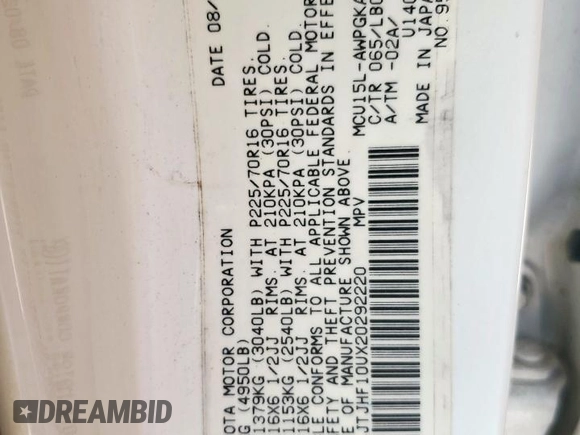 DATE 08/
OTA MOTOR CORPORATION
G (4950LB)
1379KG (3040LB) WITH P225/70R16 TIRES.
16X6 1/2JJ RIMS. AT 210KPA (30PSI) COLD.
1153KG (2540LB) WITH P225/70R16 TIRES.
16X6 1/2JJ RIMS. AT 210KPA (30PSI) COLD.
LE CONFORMS TO ALL APPLICABLE FEDERAL MOTOR
FETY AND THEFT PREVENTION STANDARDS IN EFFE
E OF MANUFACTURE SHOWN ABOVE.
JTJHF10UX20292220 MPV
MCU15L-AWPGKA
C/TR 065/LB0
A/TM -02A/
U140
MADE IN JAPAN
NO.95
DREAMBID